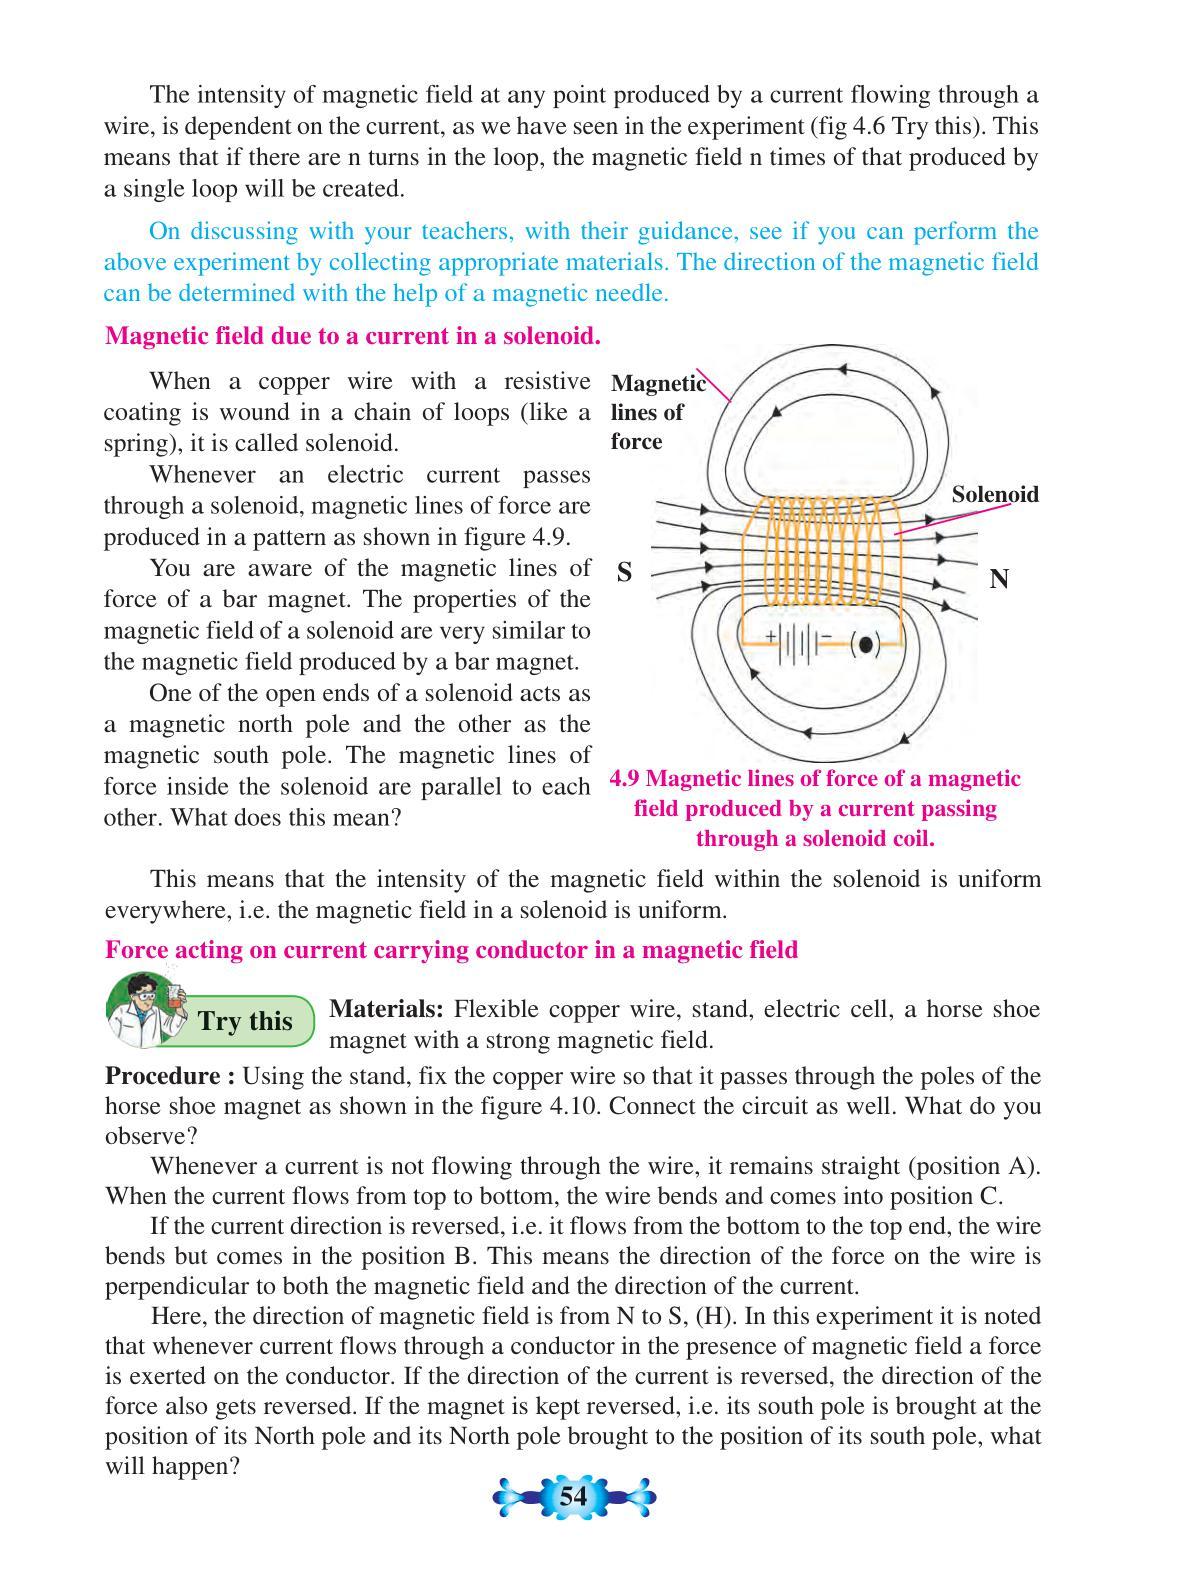 The intensity of magnetic field at any point produced by a current flowing through a
wire, is dependent on the current, as we have seen in the experiment (fig 4.6 Try this). This
means that if there are n turns in the loop, the magnetic field n times of that produced by
a single loop will be created.
On discussing with your teachers, with their guidance, see if you can perform the
above experiment by collecting appropriate materials. The direction of the magnetic field
can be determined with the help of a magnetic needle.
Magnetic field due to a current in a solenoid.
When a copper wire with a resistive
coating is wound in a chain of loops (like a
spring), it is called solenoid.
Whenever an electric current passes
through a solenoid, magnetic lines of force are
produced in a pattern as shown in figure 4.9.
You are aware of the magnetic lines of
force of a bar magnet. The properties of the
magnetic field of a solenoid are very similar to
the magnetic field produced by a bar magnet.
One of the open ends of a solenoid acts as
a magnetic north pole and the other as the
magnetic south pole. The magnetic lines of
force inside the solenoid are parallel to each
other. What does this mean?
Magnetic
lines of
force
Solenoid
S
N
+ −
4.9 Magnetic lines of force of a magnetic
field produced by a current passing
through a solenoid coil.
This means that the intensity of the magnetic field within the solenoid is uniform
everywhere, i.e. the magnetic field in a solenoid is uniform.
Force acting on current carrying conductor in a magnetic field
Try this
Materials: Flexible copper wire, stand, electric cell, a horse shoe
magnet with a strong magnetic field.
Procedure : Using the stand, fix the copper wire so that it passes through the poles of the
horse shoe magnet as shown in the figure 4.10. Connect the circuit as well. What do you
observe?
Whenever a current is not flowing through the wire, it remains straight (position A).
When the current flows from top to bottom, the wire bends and comes into position C.
If the current direction is reversed, i.e. it flows from the bottom to the top end, the wire
bends but comes in the position B. This means the direction of the force on the wire is
perpendicular to both the magnetic field and the direction of the current.
Here, the direction of magnetic field is from N to S, (H). In this experiment it is noted
that whenever current flows through a conductor in the presence of magnetic field a force
is exerted on the conductor. If the direction of the current is reversed, the direction of the
force also gets reversed. If the magnet is kept reversed, i.e. its south pole is brought at the
position of its North pole and its North pole brought to the position of its south pole, what
will happen?
54